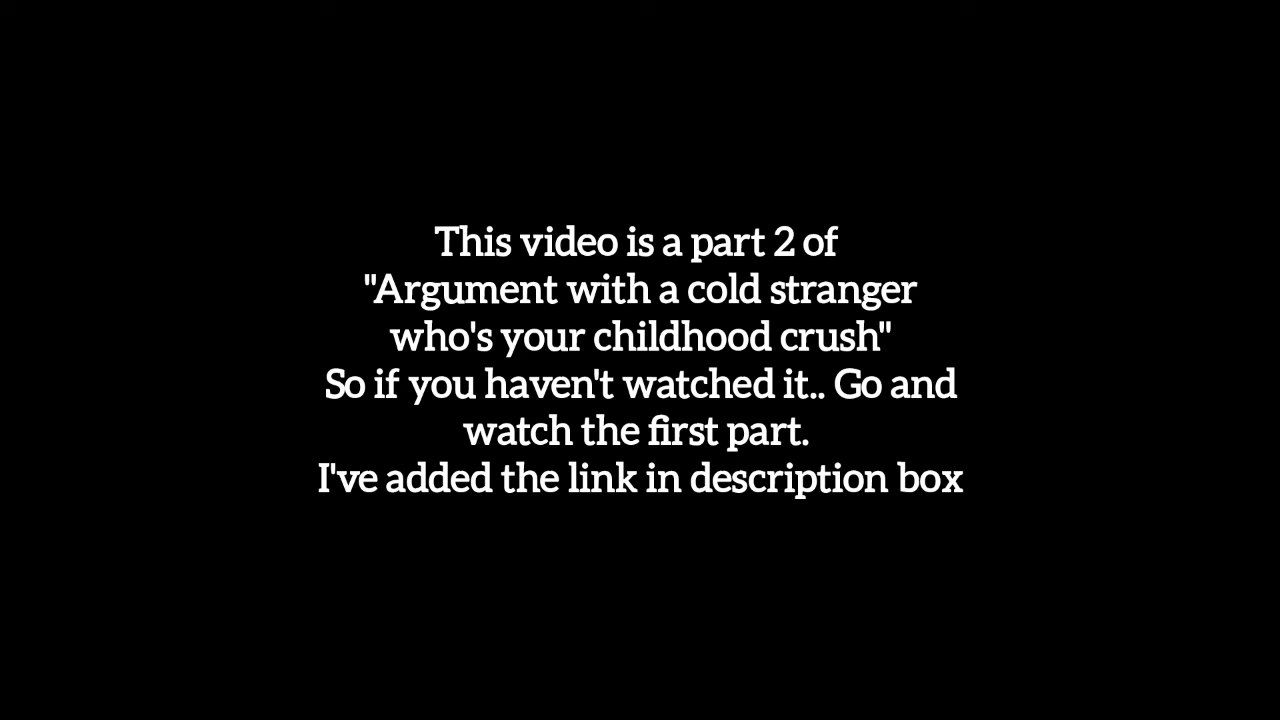 This video is a part 2 of
"Argument with a cold stranger
who's your childhood crush"
So if you haven't watched it.. Go and
watch the first part.
I've added the link in description box